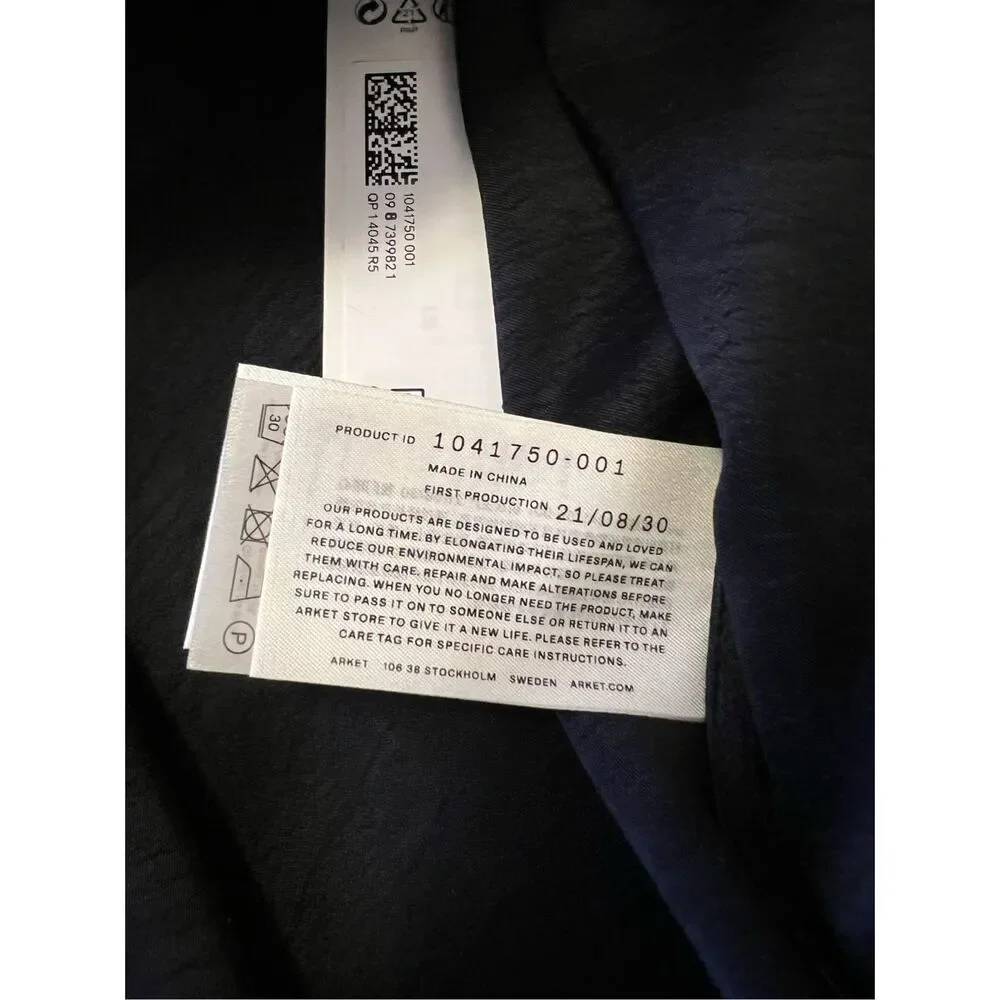 1041750 001
09 8 7399821
QP 1 4045 R5
30
P
PRODUCT ID 1041750-001
MADE IN CHINA
FIRST PRODUCTION 21/08/30
OUR PRODUCTS ARE DESIGNED TO BE USED AND LOVED
FOR A LONG TIME. BY ELONGATING THEIR LIFESPAN, WE CAN
REDUCE OUR ENVIRONMENTAL IMPACT, SO PLEASE TREAT
THEM WITH CARE. REPAIR AND MAKE ALTERATIONS BEFORE
REPLACING. WHEN YOU NO LONGER NEED THE PRODUCT, MAKE
SURE TO PASS IT ON TO SOMEONE ELSE OR RETURN IT TO AN
ARKET STORE TO GIVE IT A NEW LIFE. PLEASE REFER TO THE
CARE TAG FOR SPECIFIC CARE INSTRUCTIONS.
ARKET 106 38 STOCKHOLM SWEDEN ARKET.COM